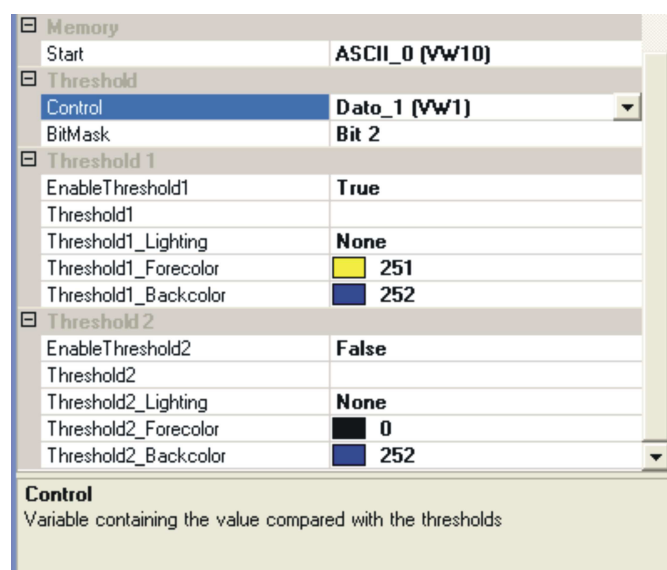 Memory
Start ASCII_0 (VW10)
Threshold
Control Dato_1 (VW1)
BitMask Bit 2
Threshold 1
EnableThreshold1 True
Threshold1
Threshold1_Lighting None
Threshold1_Forecolor 251
Threshold1_Backcolor 252
Threshold 2
EnableThreshold2 False
Threshold2
Threshold2_Lighting None
Threshold2_Forecolor 0
Threshold2_Backcolor 252
Control
Variable containing the value compared with the thresholds